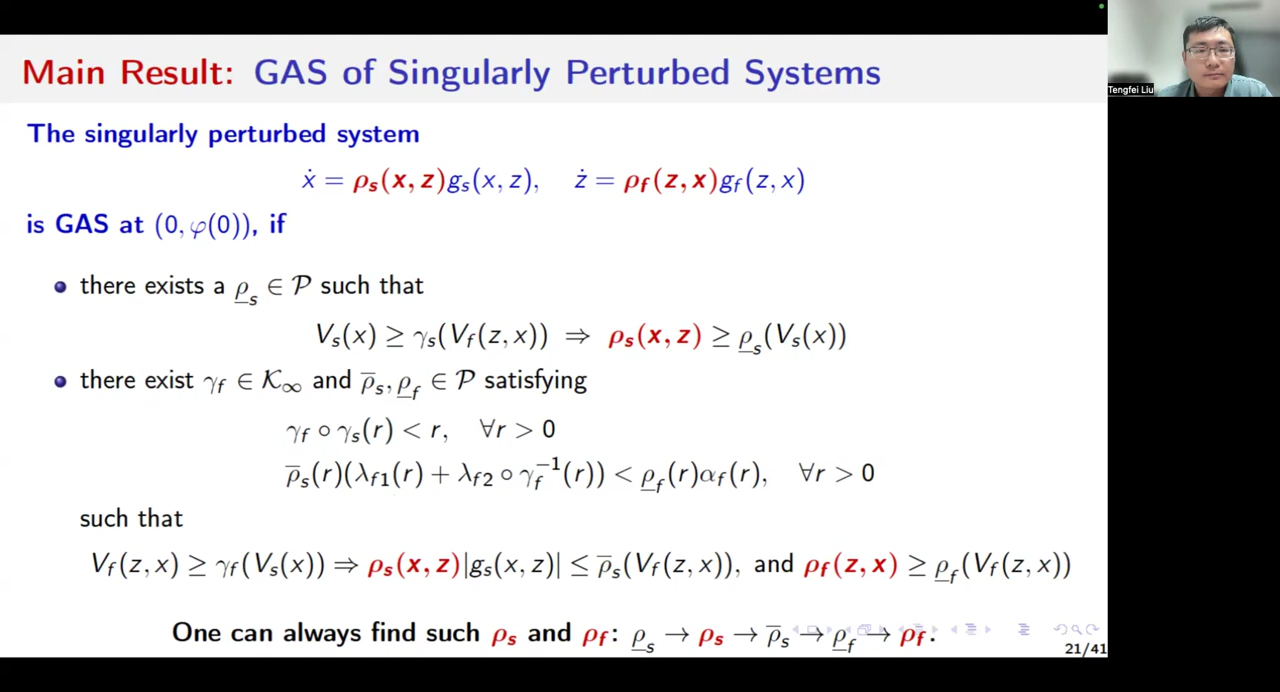 Main Result: GAS of Singularly Perturbed Systems
Tengfei Liu
The singularly perturbed system
ẋ = ρ_s(x, z)g_s(x, z), ż = ρ_f(z, x)g_f(z, x)
is GAS at (0, φ(0)), if
there exists a ρ̲_s ∈ 𝒫 such that
V_s(x) ≥ γ_s(V_f(z, x)) ⇒ ρ_s(x, z) ≥ ρ̲_s(V_s(x))
there exist γ_f ∈ 𝒦_∞ and ρ̅_s, ρ̲_f ∈ 𝒫 satisfying
γ_f ∘ γ_s(r) < r, ∀r > 0
ρ̅_s(r)(λ_{f1}(r) + λ_{f2} ∘ γ_f^{−1}(r)) < ρ̲_f(r)α_f(r), ∀r > 0
such that
V_f(z, x) ≥ γ_f(V_s(x)) ⇒ ρ_s(x, z)|g_s(x, z)| ≤ ρ̅_s(V_f(z, x)), and ρ_f(z, x) ≥ ρ̲_f(V_f(z, x))
One can always find such ρ_s and ρ_f: ρ̲_s → ρ_s → ρ̅_s → ρ̲_f → ρ_f.
21/41